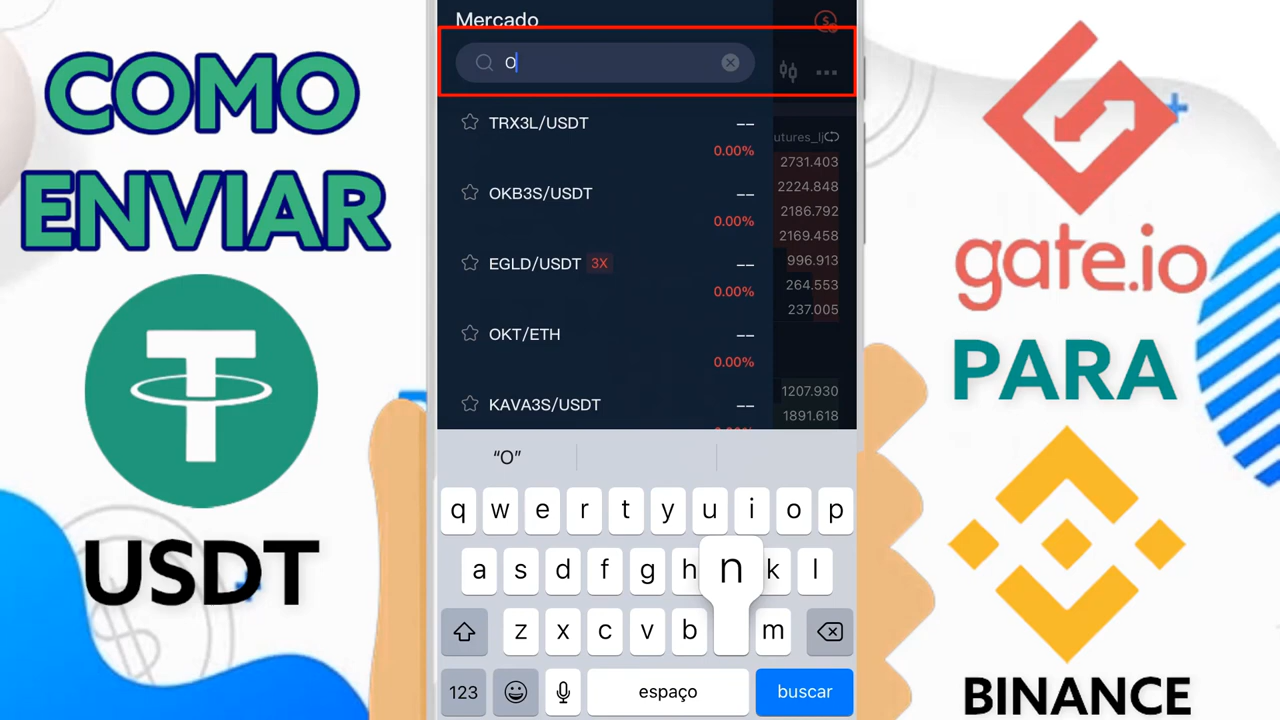 COMO
ENVIAR
USDT
Mercado
O
TRX3L/USDT --
0.00%
OKB3S/USDT --
0.00%
EGLD/USDT 3X --
0.00%
OKT/ETH --
0.00%
KAVA3S/USDT --
utures_lj
2731.403
2224.848
2186.792
2169.458
996.913
264.553
237.005
1207.930
1891.618
“O”
q w e r t y u i o p
a s d f g h n k l
z x c v b m
123 espaço buscar
gate.io
PARA
BINANCE